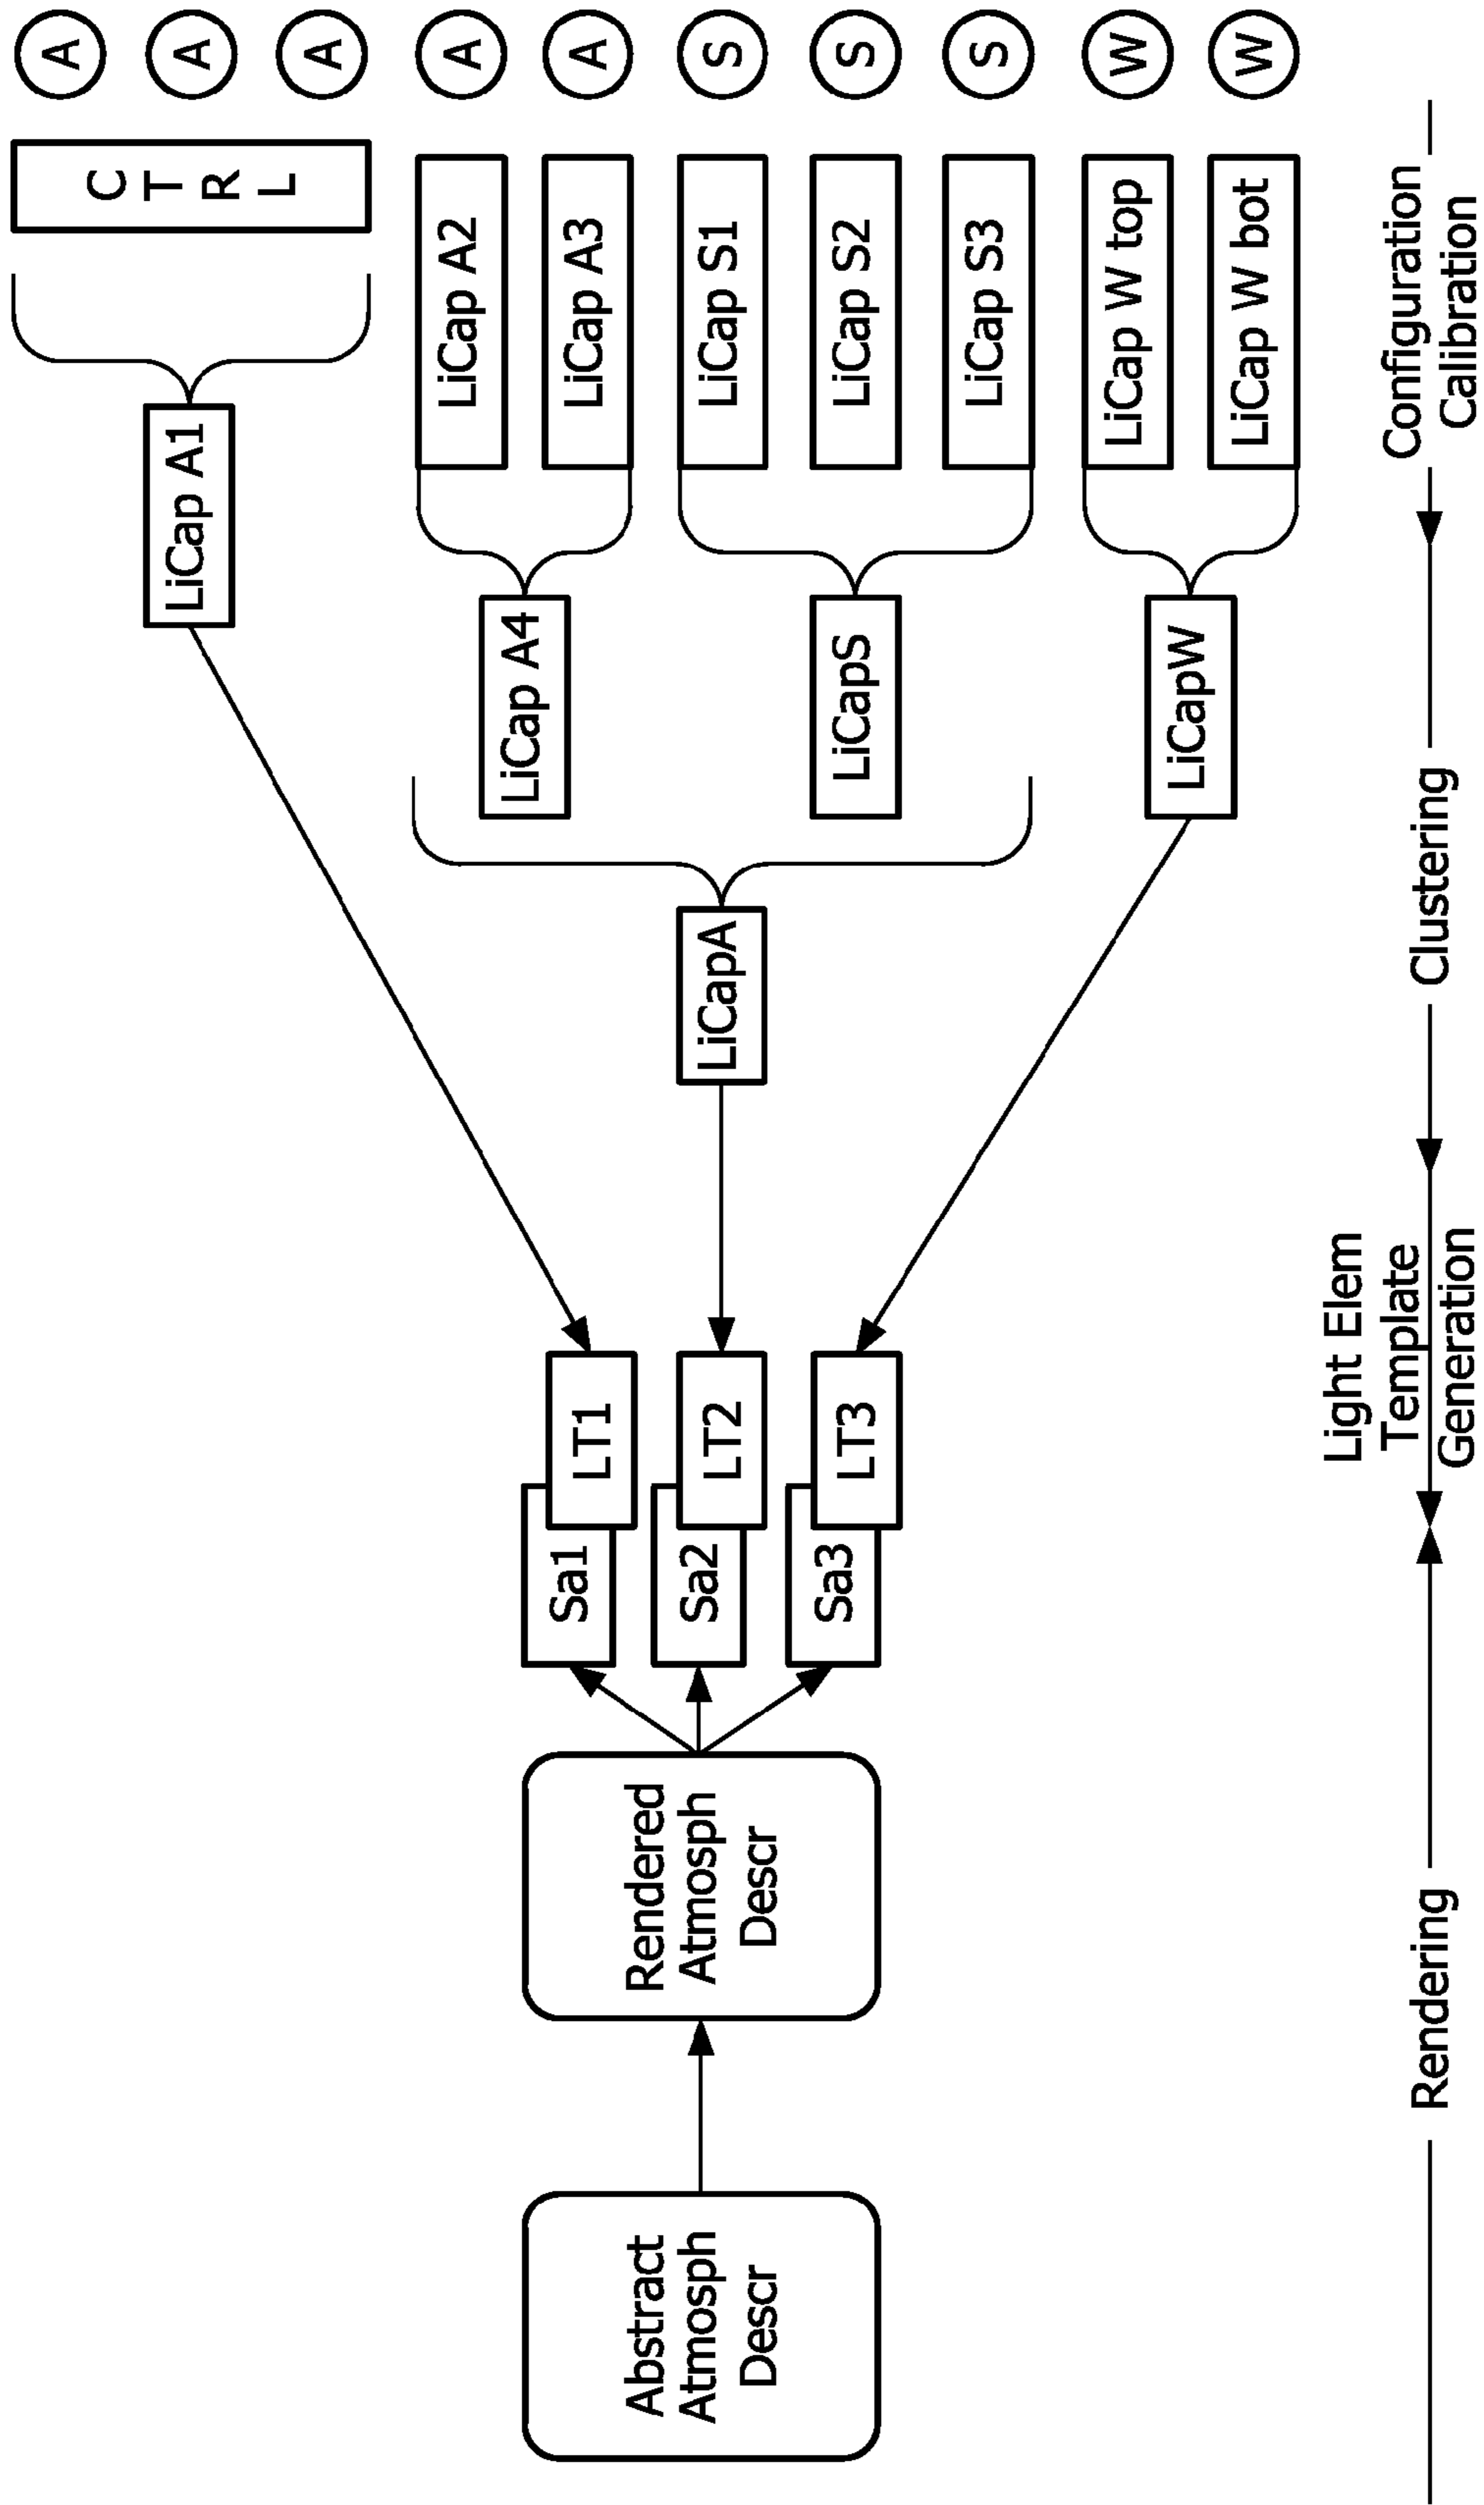 A
A
A
A
A
S
S
S
W
W
C
T
R
L
LiCap A1
LiCap A2
LiCap A3
LiCap S1
LiCap S2
LiCap S3
LiCap W top
LiCap W bot
LiCap A4
LiCapS
LiCapW
LiCapA
LT1
LT2
LT3
Sa1
Sa2
Sa3
Rendered
Atmosph
Descr
Abstract
Atmosph
Descr
Configuration
Calibration
Clustering
Light Elem
Template
Generation
Rendering